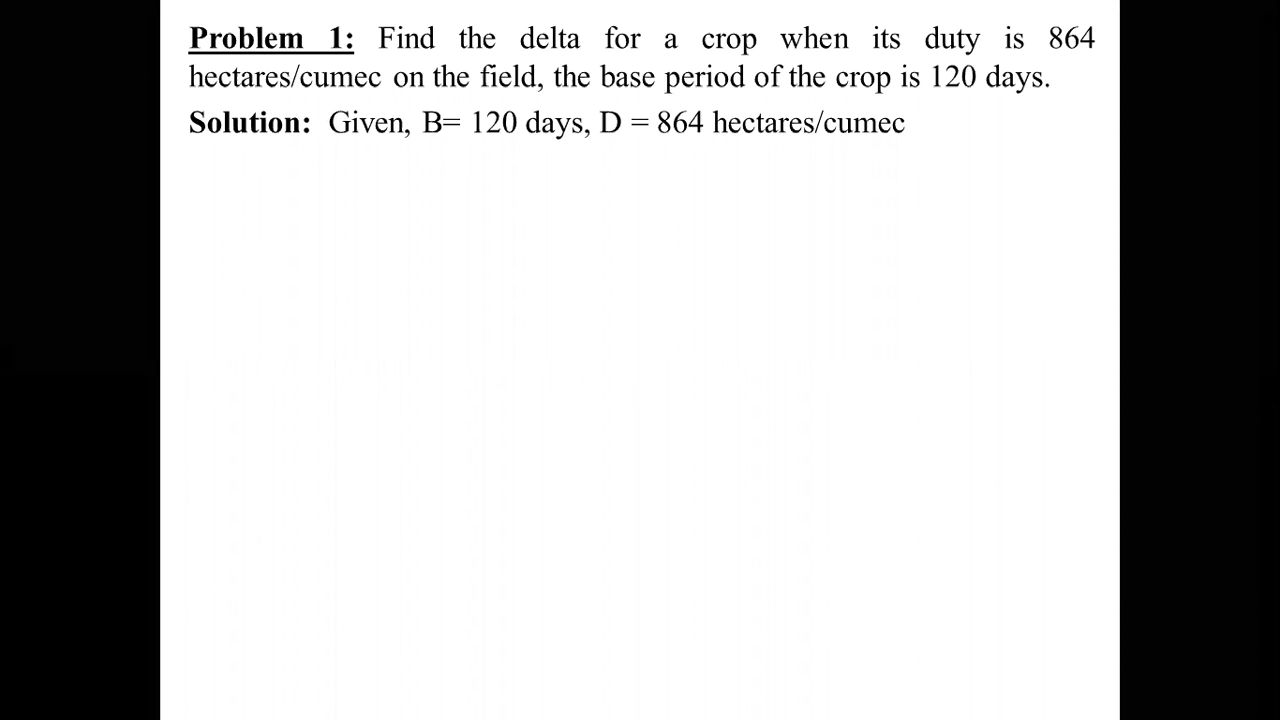 Problem 1: Find the delta for a crop when its duty is 864
hectares/cumec on the field, the base period of the crop is 120 days.
Solution: Given, B= 120 days, D = 864 hectares/cumec